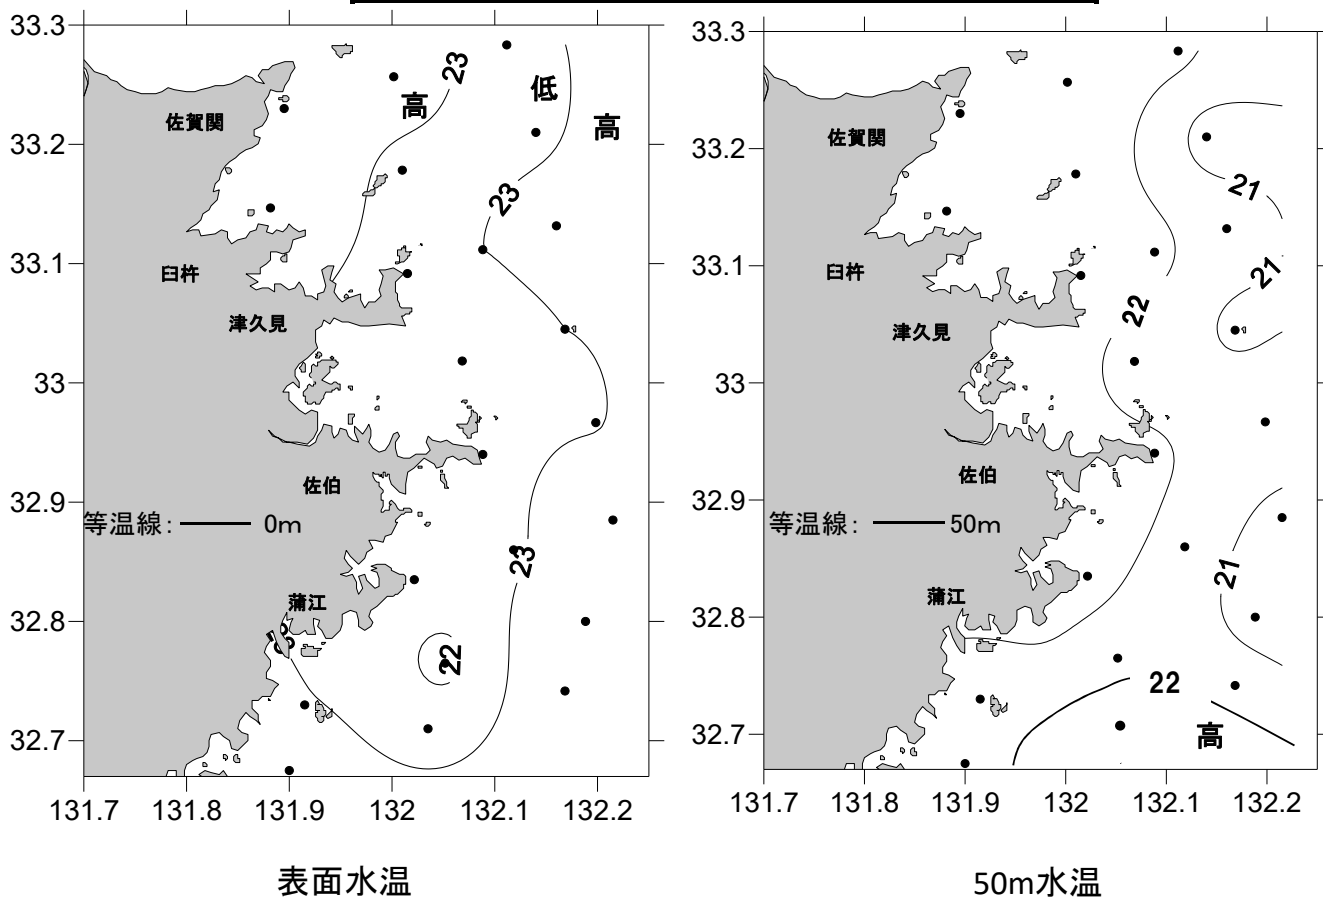 33.3
33.2
33.1
33
32.9
32.8
32.7
131.7 131.8 131.9 132 132.1 132.2
佐賀関
臼杵
津久見
佐伯
蒲江
等温線: 0m
高
低
高
23
23
23
23
22
表面水温
33.3
33.2
33.1
33
32.9
32.8
32.7
131.7 131.8 131.9 132 132.1 132.2
佐賀関
臼杵
津久見
佐伯
蒲江
等温線: 50m
21
21
22
21
22
高
50m水温